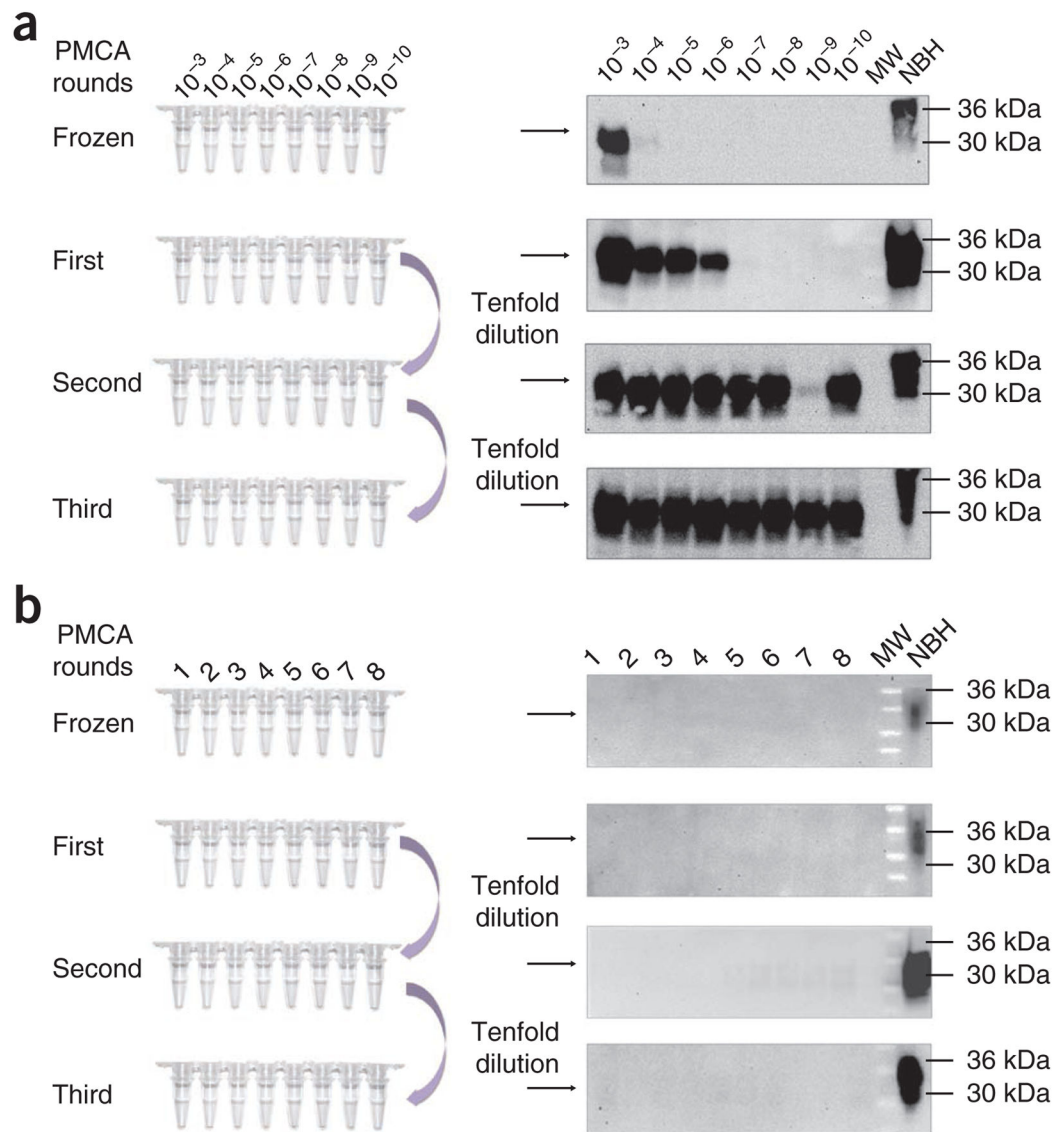 a
PMCA
rounds
10⁻³ 10⁻⁴ 10⁻⁵ 10⁻⁶ 10⁻⁷ 10⁻⁸ 10⁻⁹ 10⁻¹⁰
10⁻³ 10⁻⁴ 10⁻⁵ 10⁻⁶ 10⁻⁷ 10⁻⁸ 10⁻⁹ 10⁻¹⁰ MW NBH
Frozen
36 kDa
30 kDa
First
36 kDa
30 kDa
Tenfold
dilution
Second
36 kDa
30 kDa
Tenfold
dilution
Third
36 kDa
30 kDa
b
PMCA
rounds
1 2 3 4 5 6 7 8
1 2 3 4 5 6 7 8 MW NBH
Frozen
36 kDa
30 kDa
First
36 kDa
30 kDa
Tenfold
dilution
Second
36 kDa
30 kDa
Tenfold
dilution
Third
36 kDa
30 kDa